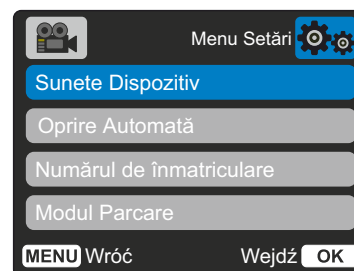 Menu Setări
Sunete Dispozitiv
Oprire Automată
Numărul de înmatriculare
Modul Parcare
MENU Wróć Wejdź OK